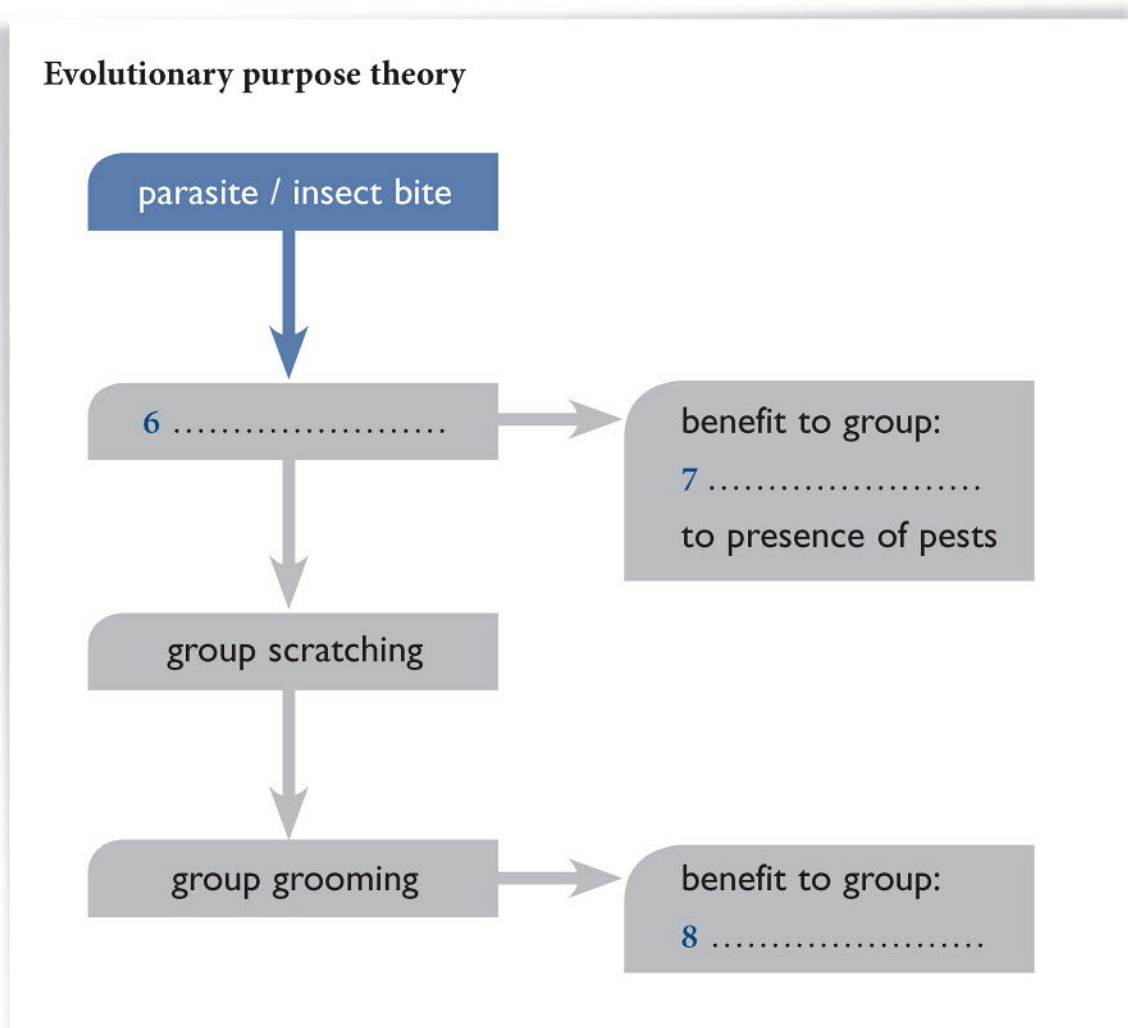 Evolutionary purpose theory
parasite / insect bite
6 .......................
benefit to group:
7 .......................
to presence of pests
group scratching
group grooming
benefit to group:
8 .......................